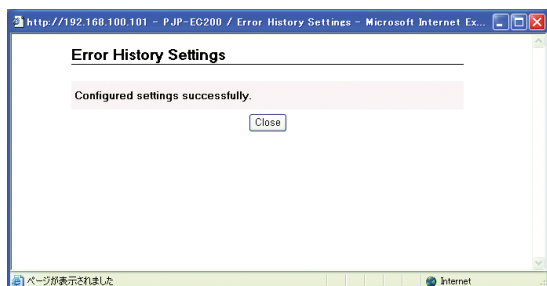 http://192.168.100.101 - PJP-EC200 / Error History Settings - Microsoft Internet Ex...
Error History Settings
Configured settings successfully.
Close
ページが表示されました
Internet